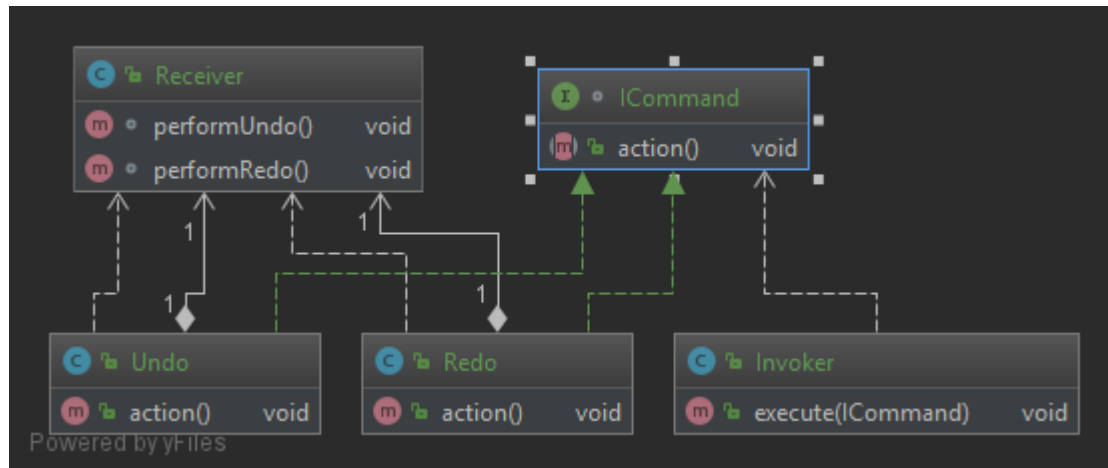 C Receiver
m performUndo() void
m performRedo() void
I ICommand
m action() void
1
1
1
1
C Undo
m action() void
C Redo
m action() void
C Invoker
m execute(ICommand) void
Powered by yFiles